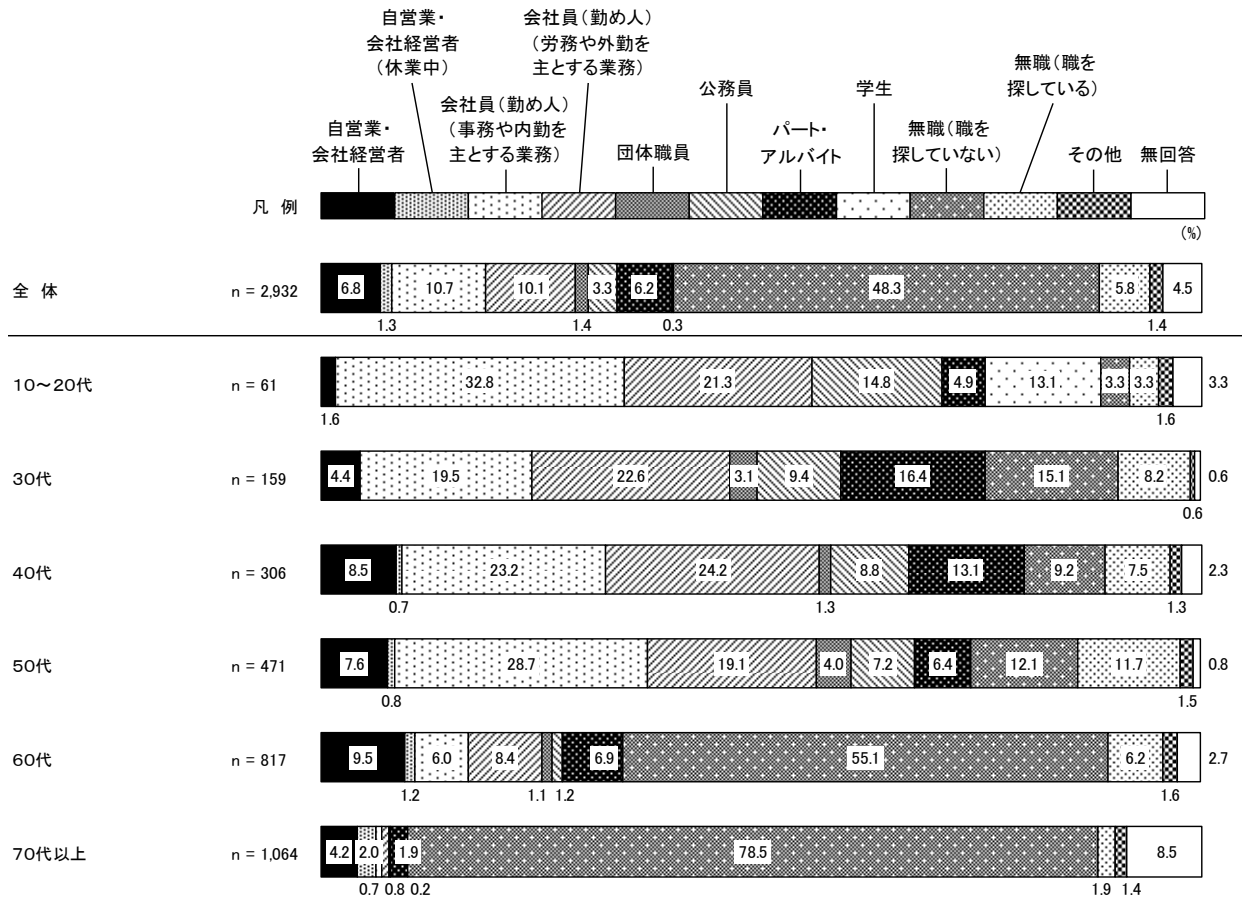 自営業・
会社経営者
(休業中)
会社員(勤め人)
(労務や外勤を
主とする業務)
無職(職を
探している)
公務員
学生
会社員(勤め人)
(事務や内勤を
主とする業務)
自営業・
会社経営者
団体職員
パート・
アルバイト
無職(職を
探していない)
その他
無回答
凡 例
(%)
全 体 n = 2,932 6.8 10.7 10.1 3.3 6.2 48.3 5.8 4.5
1.3 1.4 0.3 1.4
10~20代 n = 61 32.8 21.3 14.8 4.9 13.1 3.3 3.3 3.3
1.6 1.6
30代 n = 159 4.4 19.5 22.6 3.1 9.4 16.4 15.1 8.2 0.6
0.6
40代 n = 306 8.5 23.2 24.2 8.8 13.1 9.2 7.5 2.3
0.7 1.3 1.3
50代 n = 471 7.6 28.7 19.1 4.0 7.2 6.4 12.1 11.7 0.8
0.8 1.5
60代 n = 817 9.5 6.0 8.4 6.9 55.1 6.2 2.7
1.2 1.1 1.2 1.6
70代以上 n = 1,064 4.2 2.0 1.9 78.5 8.5
0.7 0.8 0.2 1.9 1.4